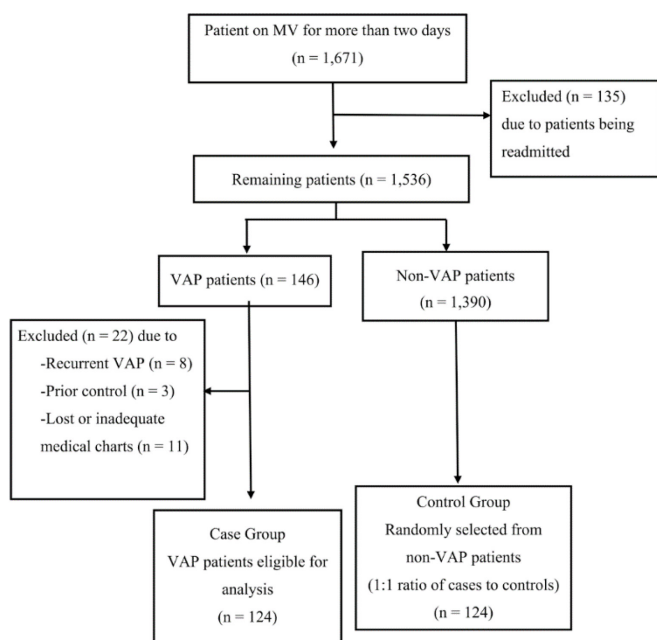 Patient on MV for more than two days
(n = 1,671)
Excluded (n = 135)
due to patients being
readmitted
Remaining patients (n = 1,536)
VAP patients (n = 146)
Non-VAP patients
(n = 1,390)
Excluded (n = 22) due to
-Recurrent VAP (n = 8)
-Prior control (n = 3)
-Lost or inadequate
medical charts (n = 11)
Case Group
VAP patients eligible for
analysis
(n = 124)
Control Group
Randomly selected from
non-VAP patients
(1:1 ratio of cases to controls)
(n = 124)